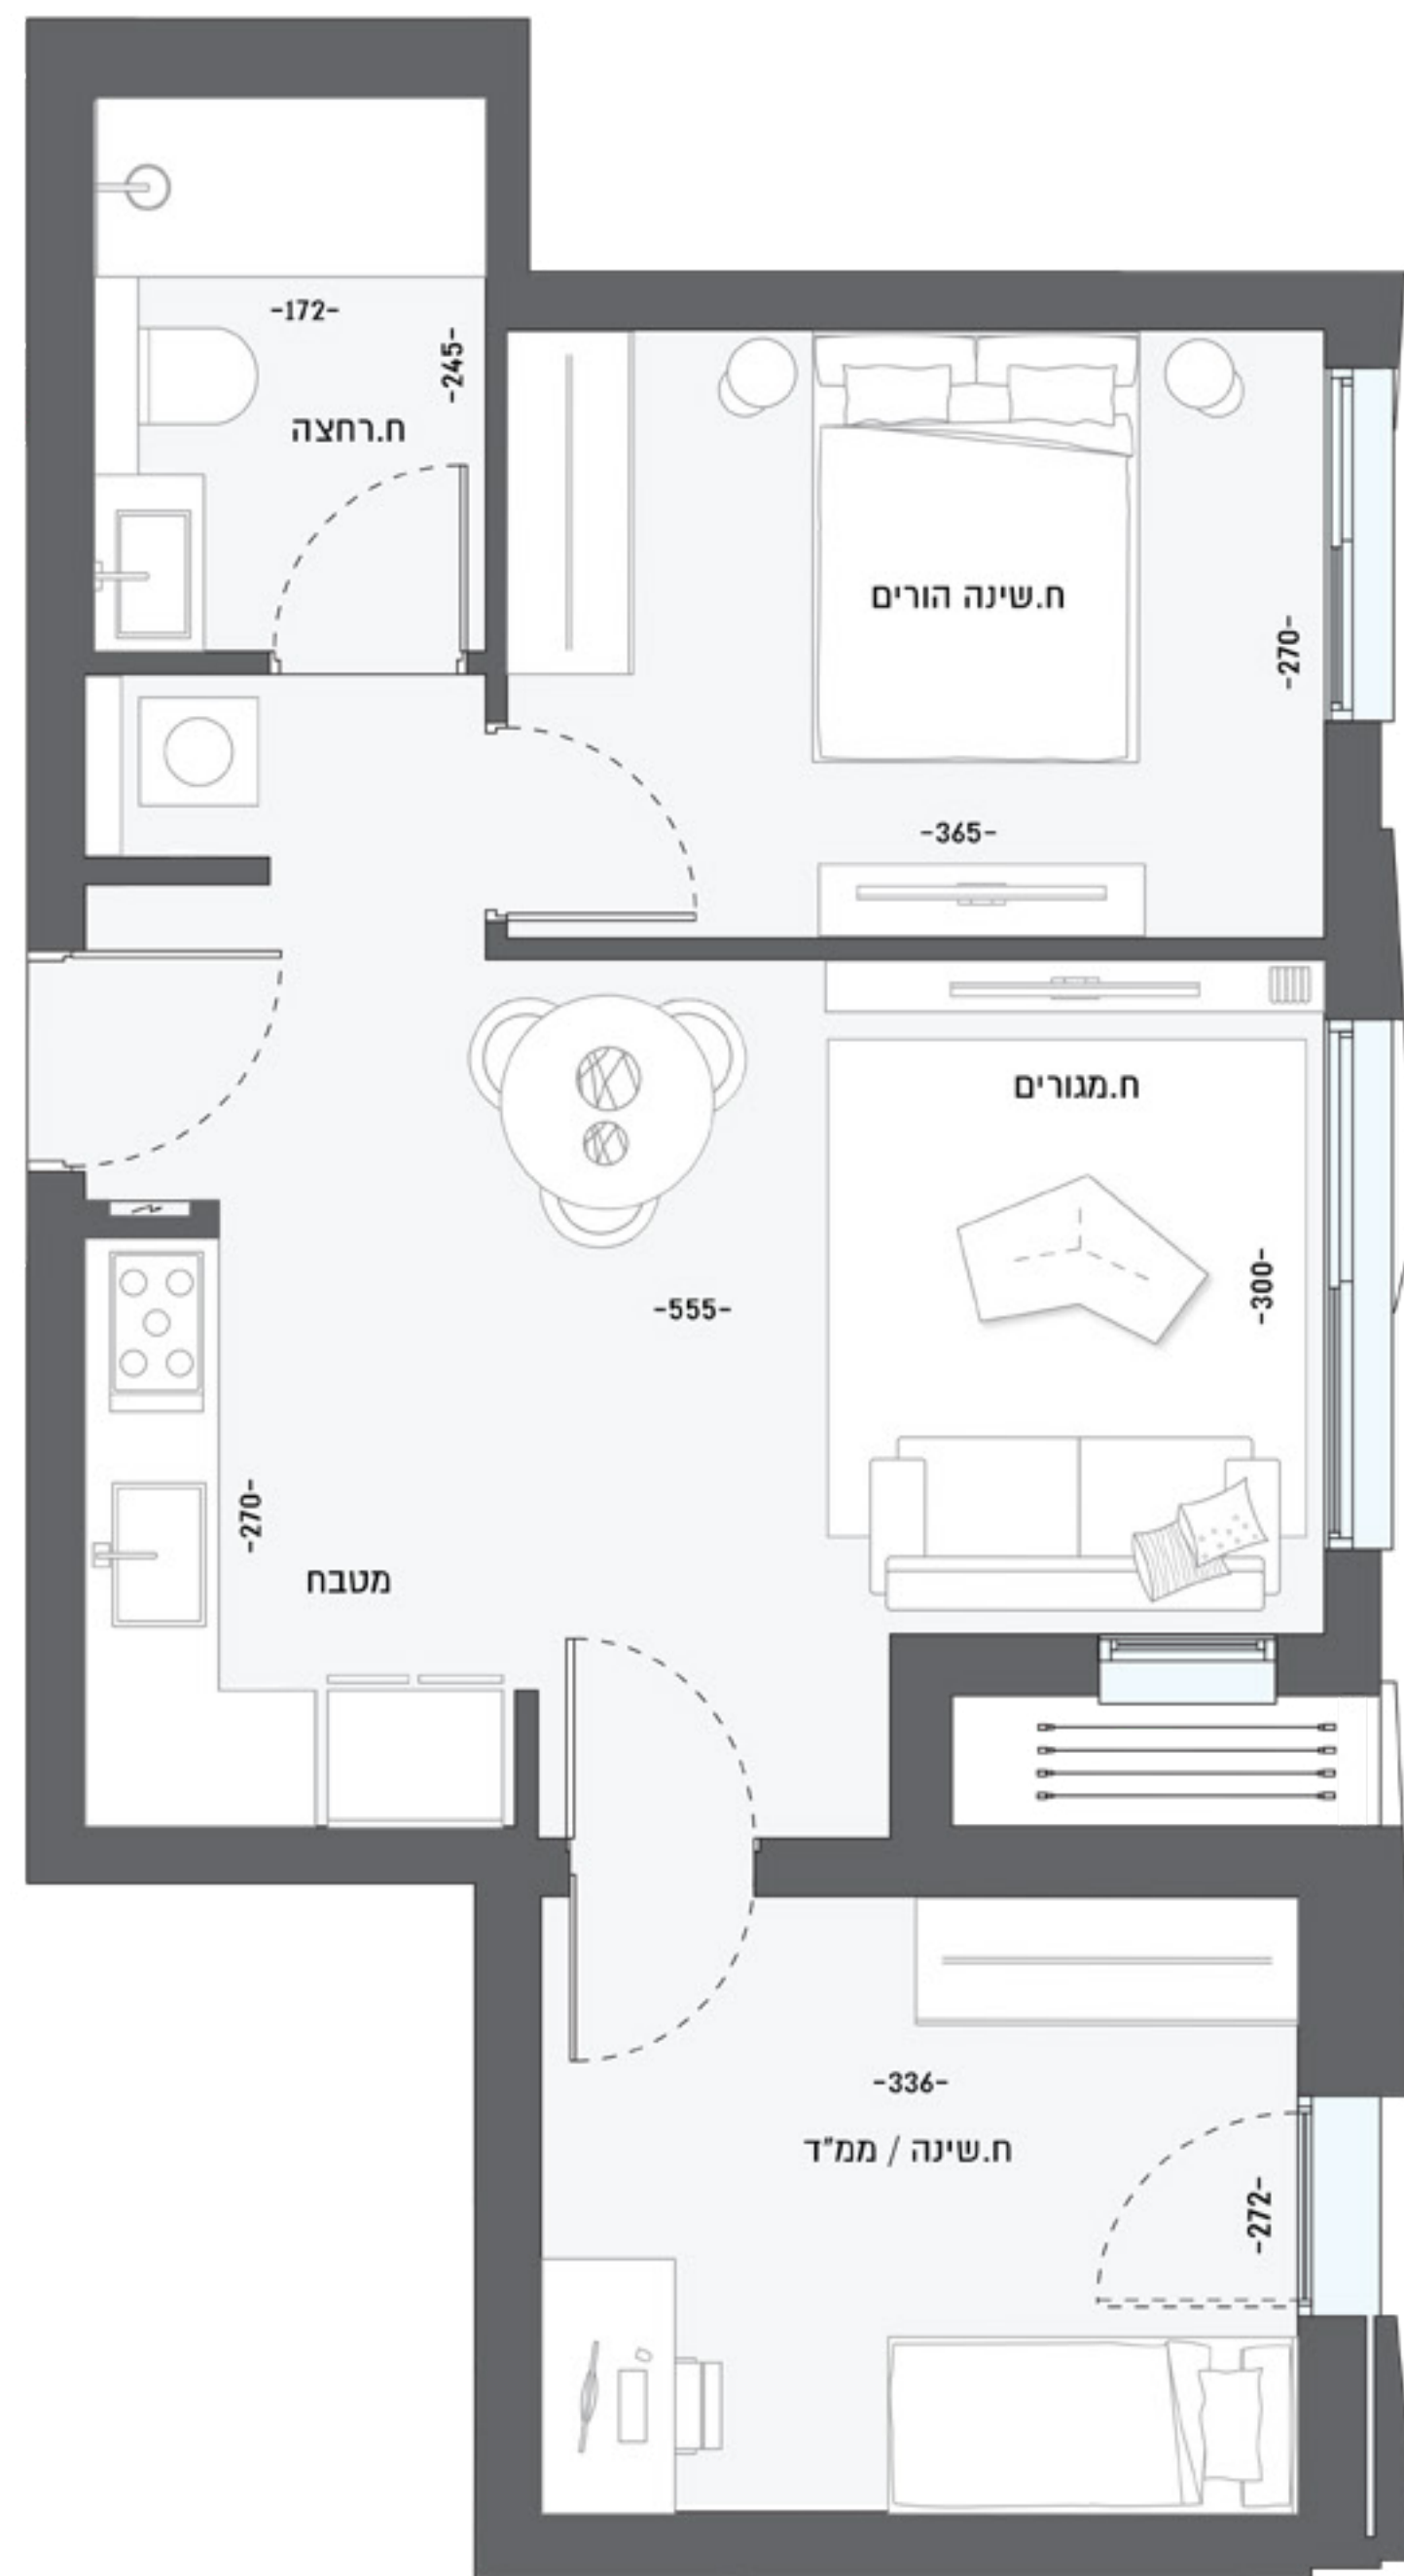 -172-
-245-
ח.רחצה
ח.שינה הורים
-270-
-365-
ח.מגורים
-300-
-555-
-270-
מטבח
-336-
ח.שינה / ממ"ד
-272-